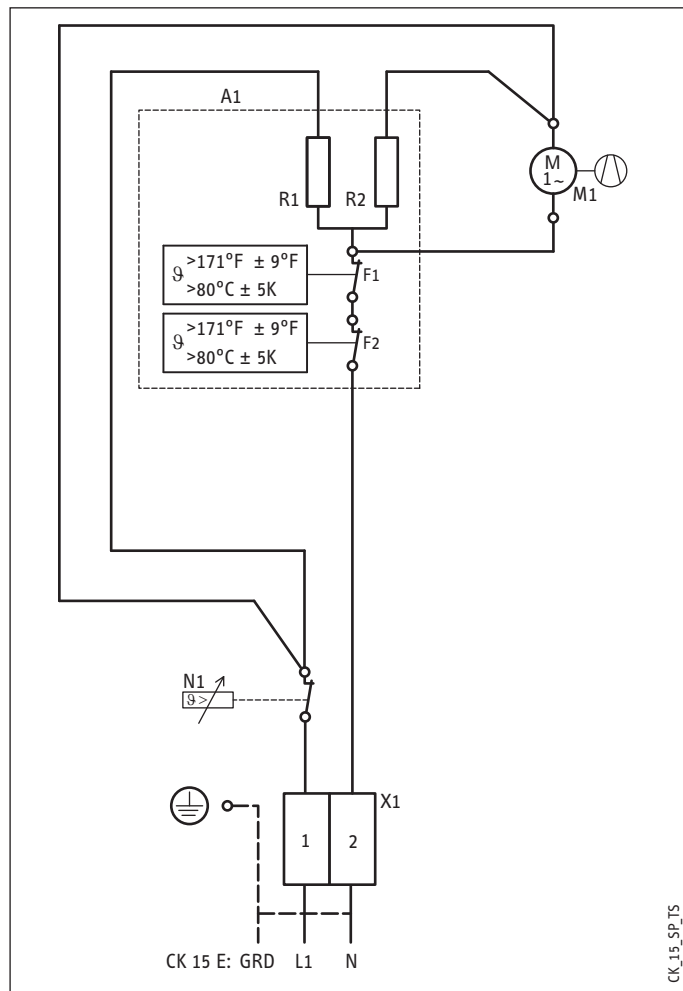 A1
M
1~
M1
R1
R2
ϑ >171°F ± 9°F
>80°C ± 5K
F1
ϑ >171°F ± 9°F
>80°C ± 5K
F2
N1
ϑ>
X1
1
2
CK 15 E: GRD L1 N
CK_15_SP_TS